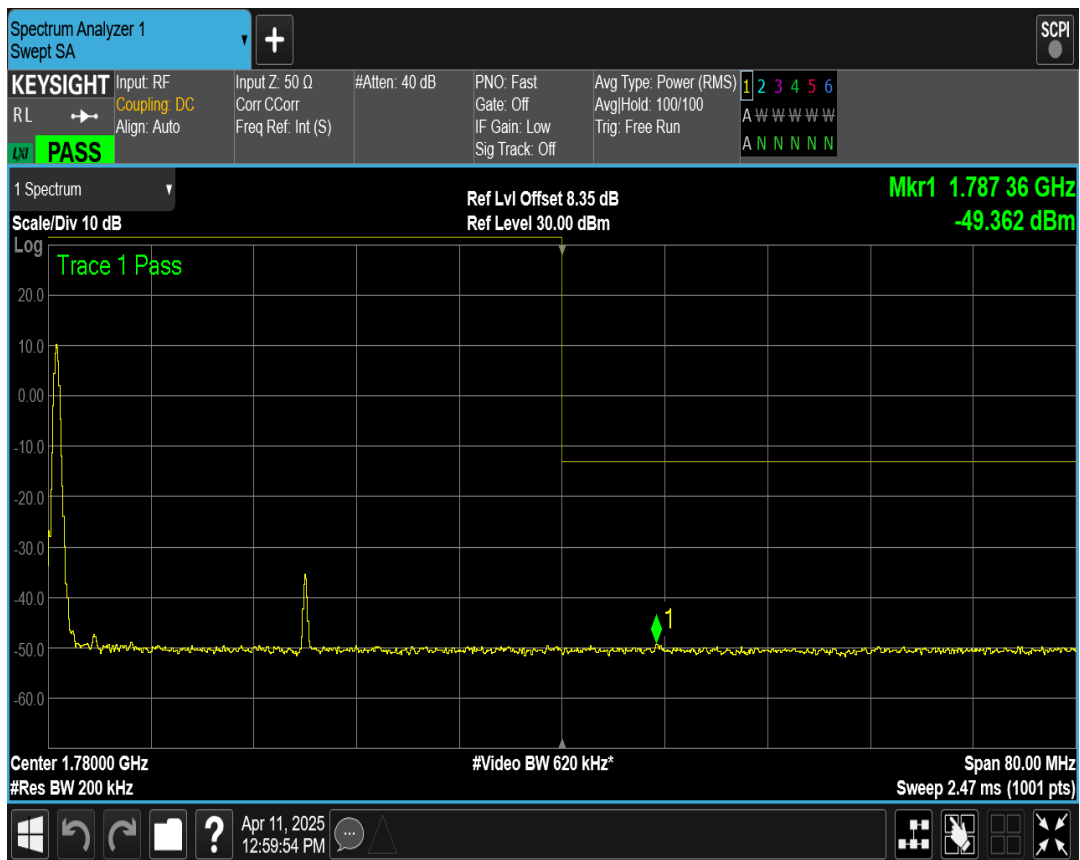 Spectrum Analyzer 1
Swept SA
SCPI
KEYSIGHT
RL
LXI PASS
Input: RF
Coupling: DC
Align: Auto
Input Z: 50 Ω
Corr CCorr
Freq Ref: Int (S)
#Atten: 40 dB
PNO: Fast
Gate: Off
IF Gain: Low
Sig Track: Off
Avg Type: Power (RMS)
Avg|Hold: 100/100
Trig: Free Run
1 2 3 4 5 6
A W W W W W
A N N N N N
1 Spectrum
Scale/Div 10 dB
Ref Lvl Offset 8.35 dB
Ref Level 30.00 dBm
Mkr1 1.787 36 GHz
-49.362 dBm
Log
Trace 1 Pass
20.0
10.0
0.00
-10.0
-20.0
-30.0
-40.0
-50.0
-60.0
1
Center 1.78000 GHz
#Res BW 200 kHz
#Video BW 620 kHz*
Span 80.00 MHz
Sweep 2.47 ms (1001 pts)
?
Apr 11, 2025
12:59:54 PM